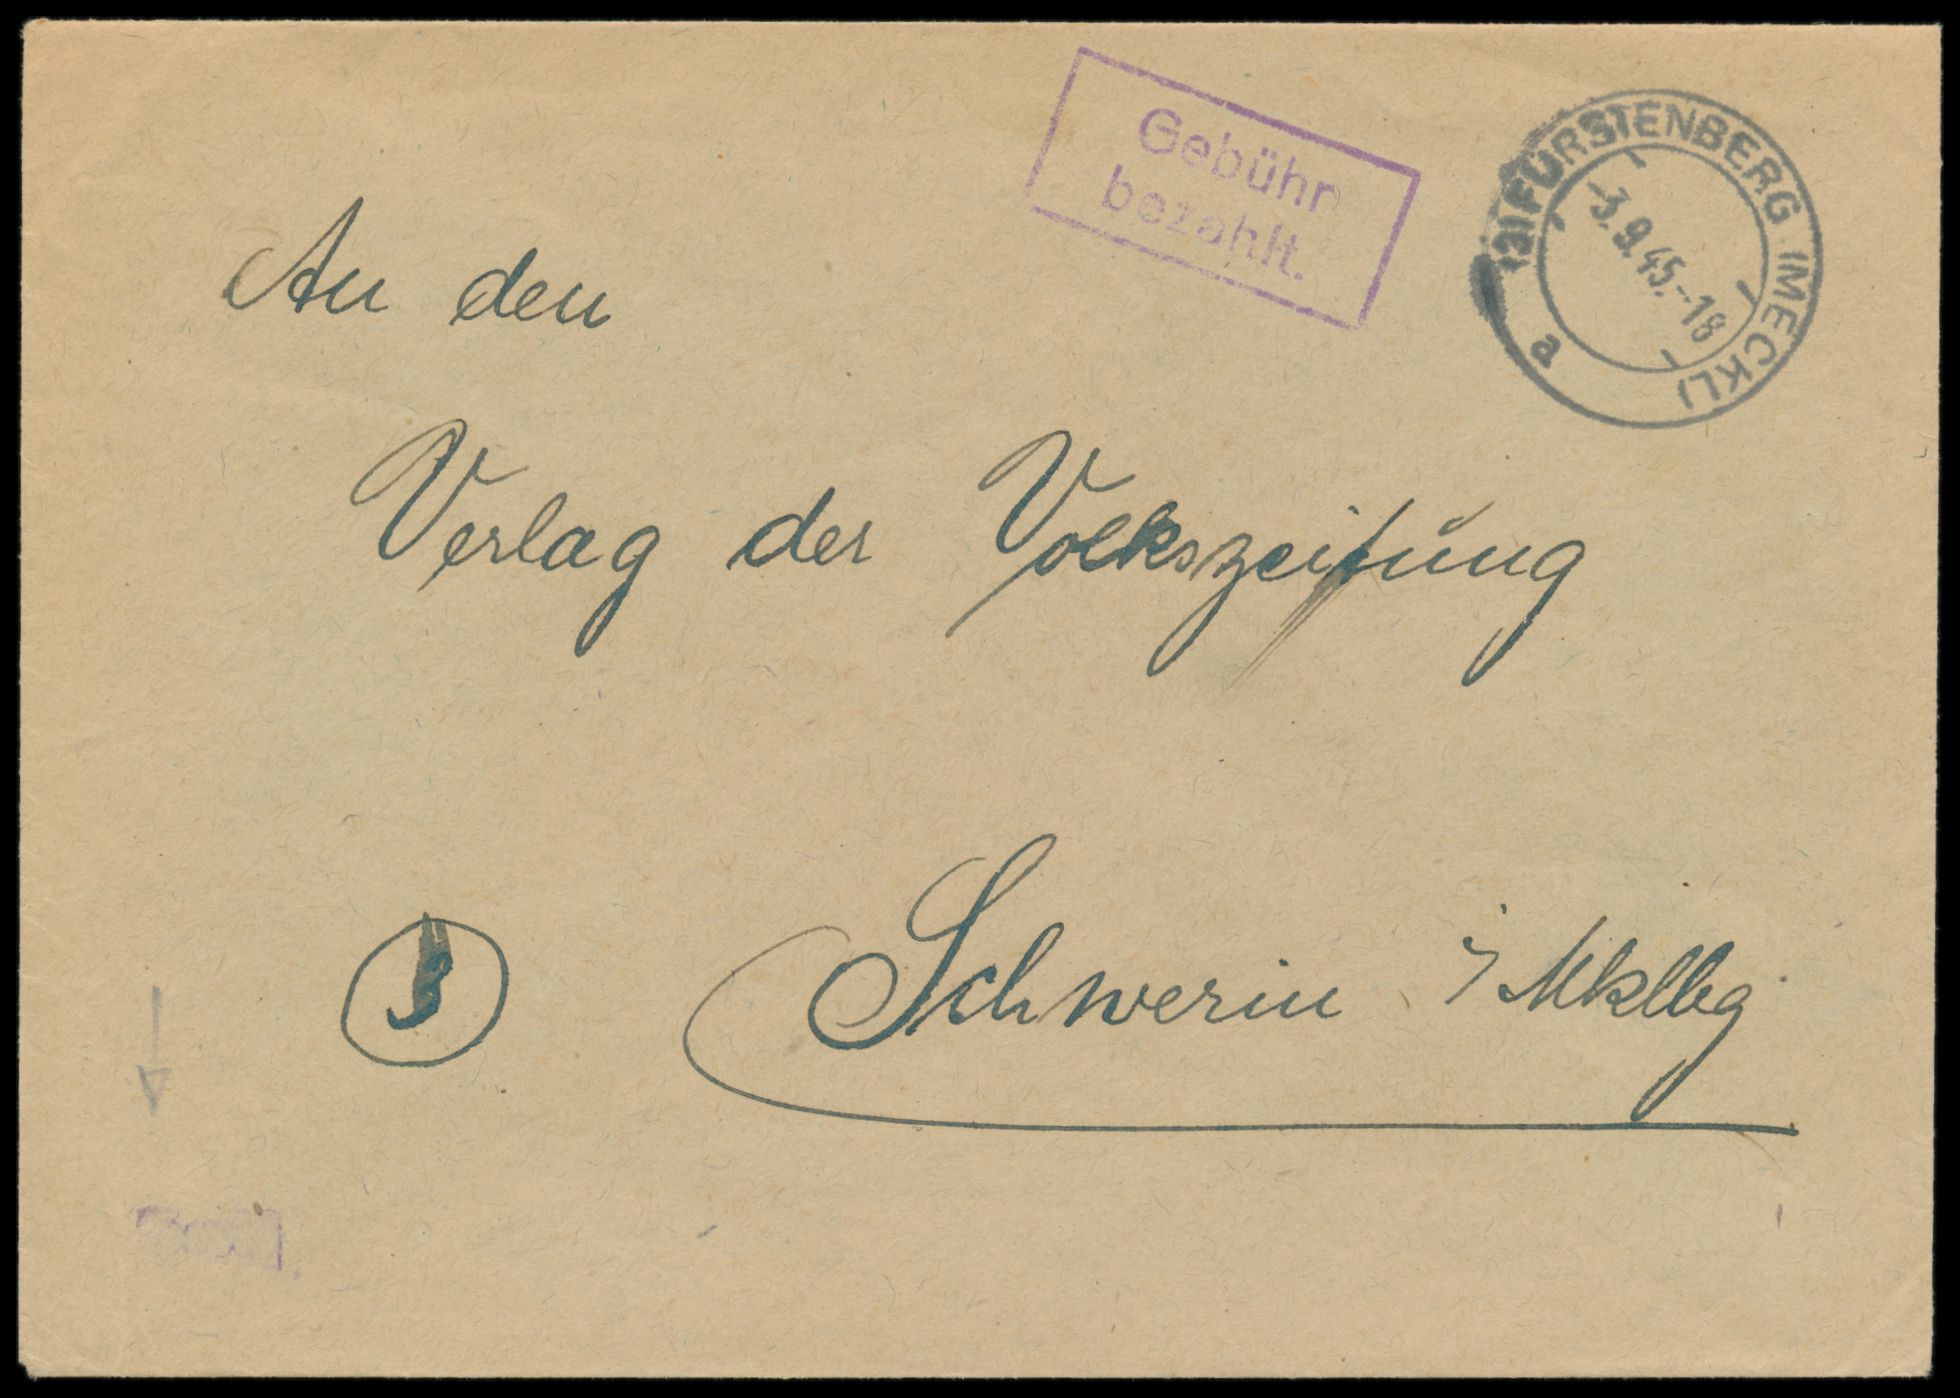 Gebühr
bezahlt.
(3a) FÜRSTENBERG (MECKL)
-3.9.45.-18
a
An den
Verlag der Volkszeitung
3
Schwerin i/Mklbg